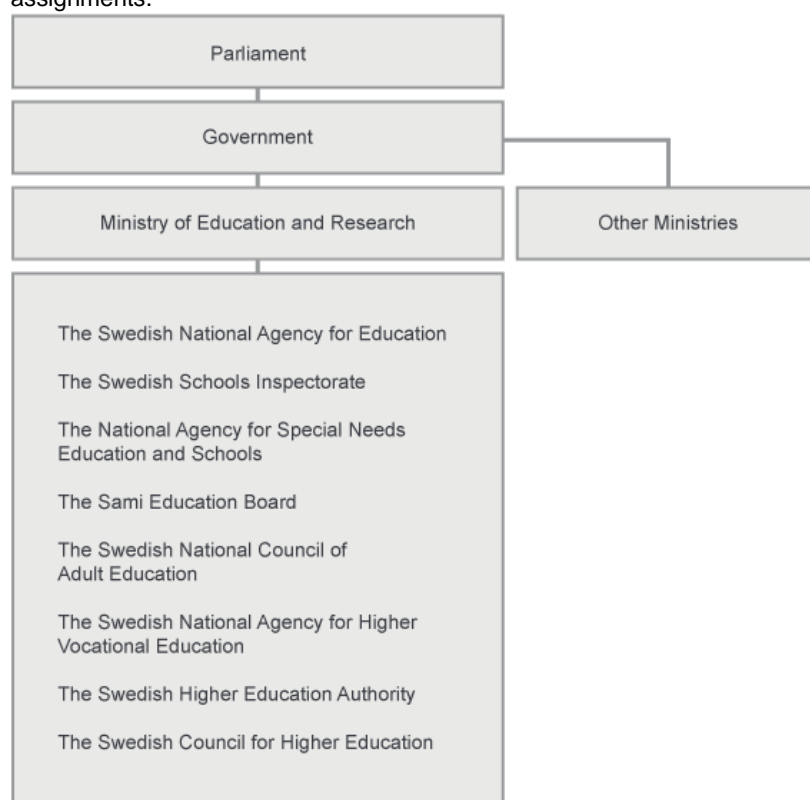 assignments.
Parliament
Government
Ministry of Education and Research
Other Ministries
The Swedish National Agency for Education
The Swedish Schools Inspectorate
The National Agency for Special Needs
Education and Schools
The Sami Education Board
The Swedish National Council of
Adult Education
The Swedish National Agency for Higher
Vocational Education
The Swedish Higher Education Authority
The Swedish Council for Higher Education